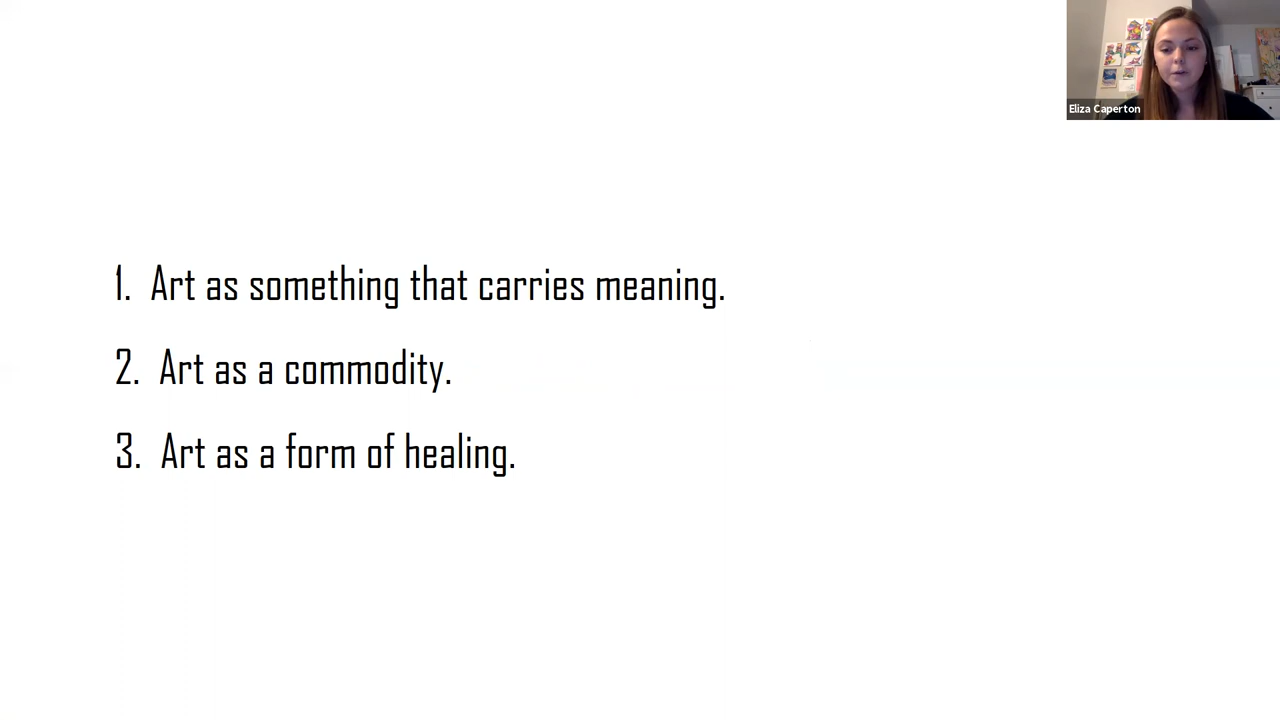 Eliza Caperton
1. Art as something that carries meaning.
2. Art as a commodity.
3. Art as a form of healing.